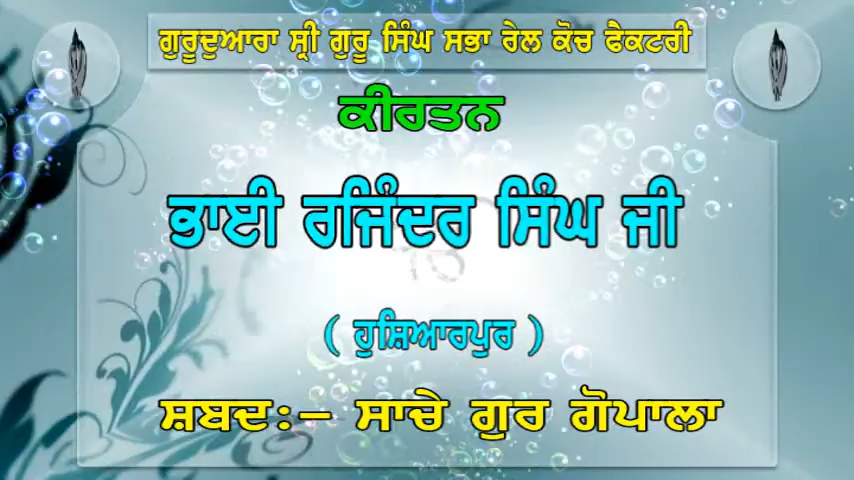 ਗੁਰੂਦੁਆਰਾ ਸ੍ਰੀ ਗੁਰੂ ਸਿੰਘ ਸਭਾ ਰੇਲ ਕੋਚ ਫੈਕਟਰੀ
ਕੀਰਤਨ
ਭਾਈ ਰਜਿੰਦਰ ਸਿੰਘ ਜੀ
( ਹੁਸ਼ਿਆਰਪੁਰ )
ਸ਼ਬਦ:– ਸਾਚੇ ਗੁਰ ਗੋਪਾਲਾ